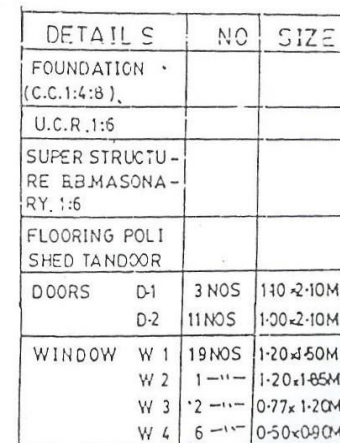 DETAILS NO SIZE
FOUNDATION
(C.C.1:4:8).
U.C.R.1:6
SUPER STRUCTU-
RE B.B.MASONA-
RY. 1:6
FLOORING POLI
SHED TANDOOR
DOORS D-1 3 NOS 1·10 x2·10M
D-2 11 NOS 1·00x2·10M
WINDOW W 1 19 NOS 1·20x1·50M
W 2 1 —"— 1·20x1·85M
W 3 2 —"— 0·77x 1·20M
W 4 6 —"— 0·50x0·90M